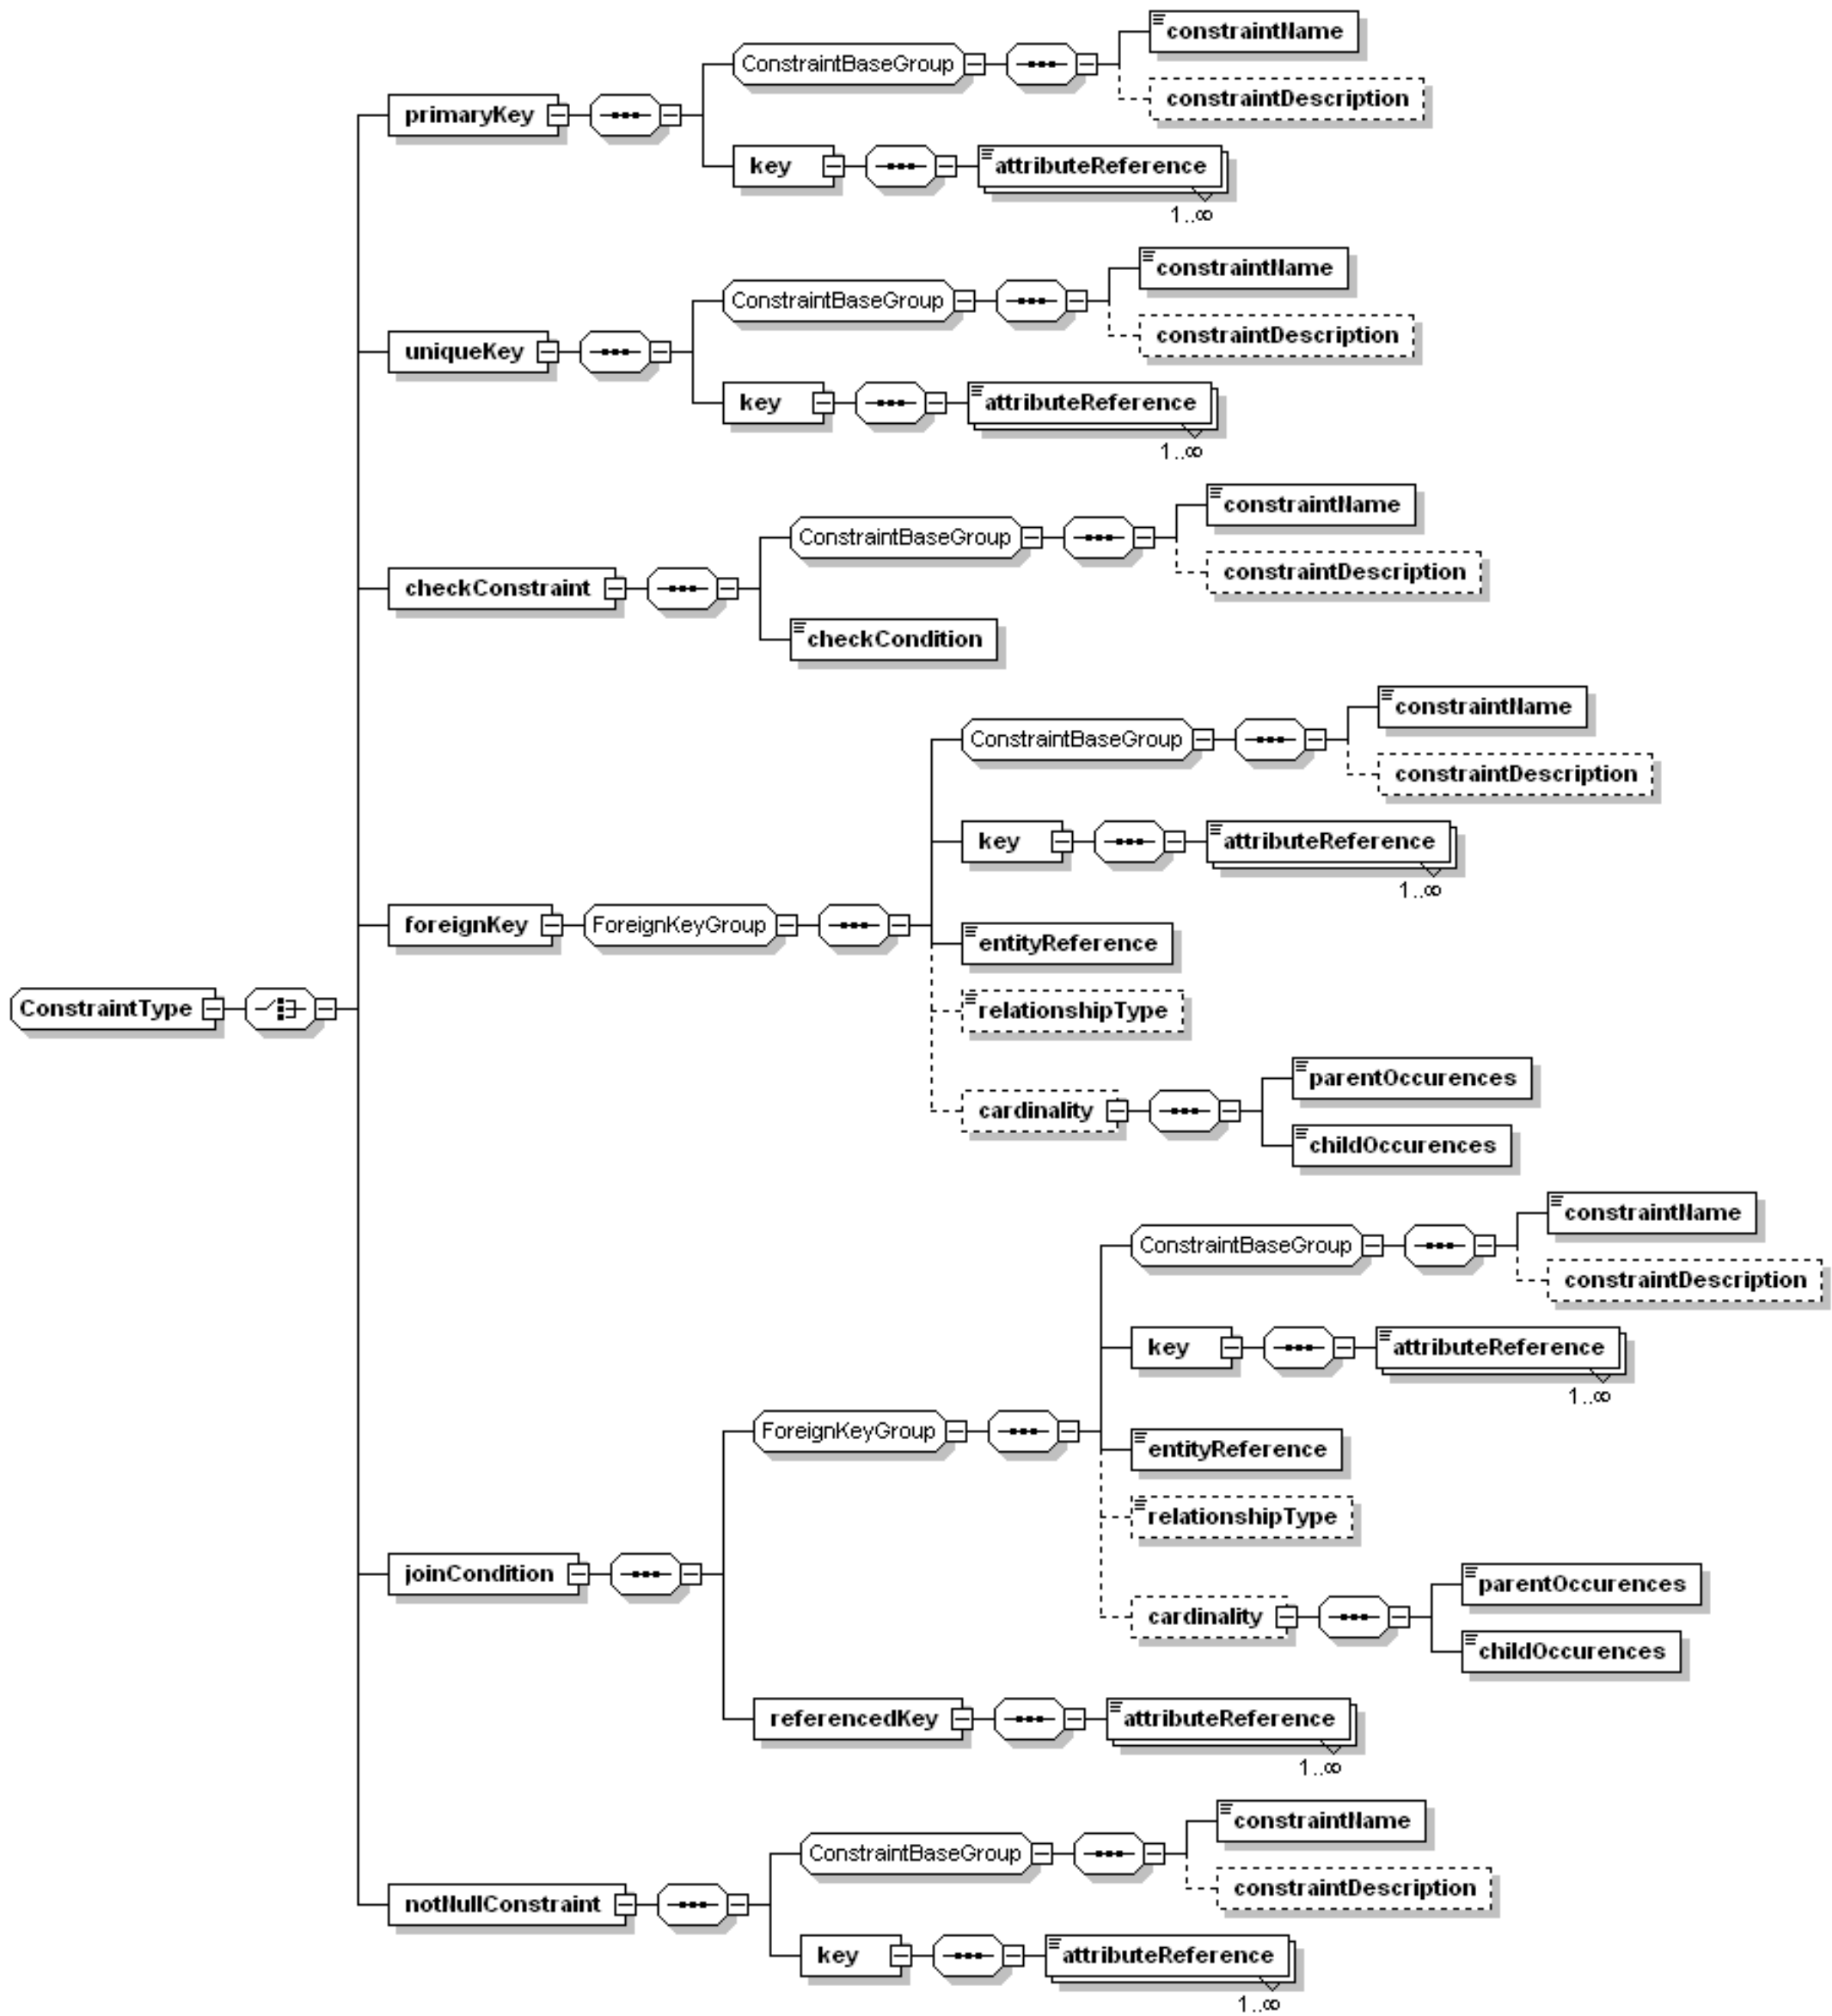 constraintName
ConstraintBaseGroup
constraintDescription
primaryKey
key
attributeReference
1..∞
constraintName
ConstraintBaseGroup
constraintDescription
uniqueKey
key
attributeReference
1..∞
constraintName
ConstraintBaseGroup
constraintDescription
checkConstraint
checkCondition
constraintName
ConstraintBaseGroup
constraintDescription
key
attributeReference
1..∞
foreignKey
ForeignKeyGroup
entityReference
ConstraintType
relationshipType
parentOccurences
cardinality
childOccurences
constraintName
ConstraintBaseGroup
constraintDescription
key
attributeReference
1..∞
ForeignKeyGroup
entityReference
relationshipType
joinCondition
parentOccurences
cardinality
childOccurences
referencedKey
attributeReference
1..∞
constraintName
ConstraintBaseGroup
constraintDescription
notNullConstraint
key
attributeReference
1..∞